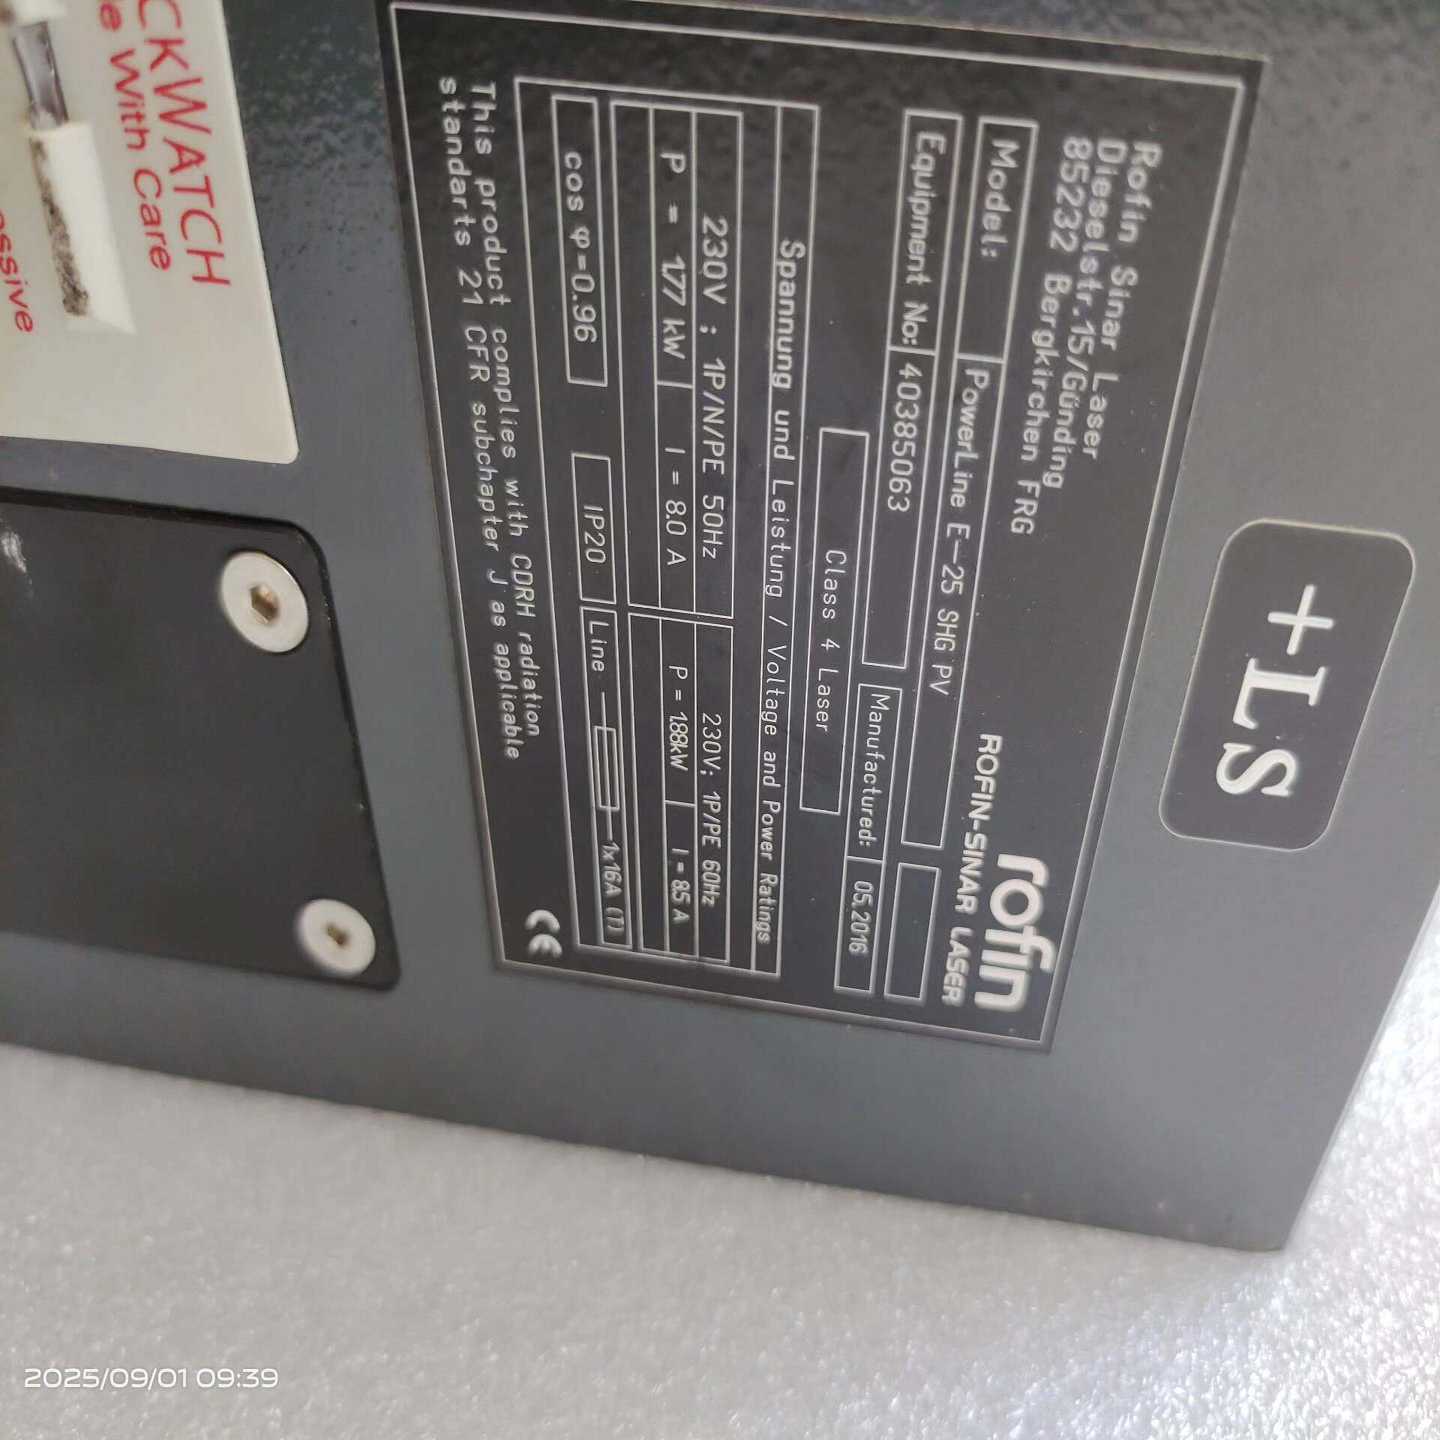 +LS
Rofin Sinar Laser
Dieselstr.15/Günding
85232 Bergkirchen FRG
rofin
ROFIN-SINAR LASER
Model: PowerLine E-25 SHG PV
Equipment No: 40385063 Manufactured: 05.2016
Class 4 Laser
Spannung und Leistung / Voltage and Power Ratings
230V ; 1P/N/PE 50Hz 230V; 1P/PE 60Hz
P = 1.77 kW I = 8.0 A P = 1.88kW I = 8.5 A
cos φ=0.96 IP20 Line 1x16A (T)
This product complies with CDRH radiation
standarts 21 CFR subchapter J as applicable
CE
CKWATCH
With Care
ssive
2025/09/01 09:39